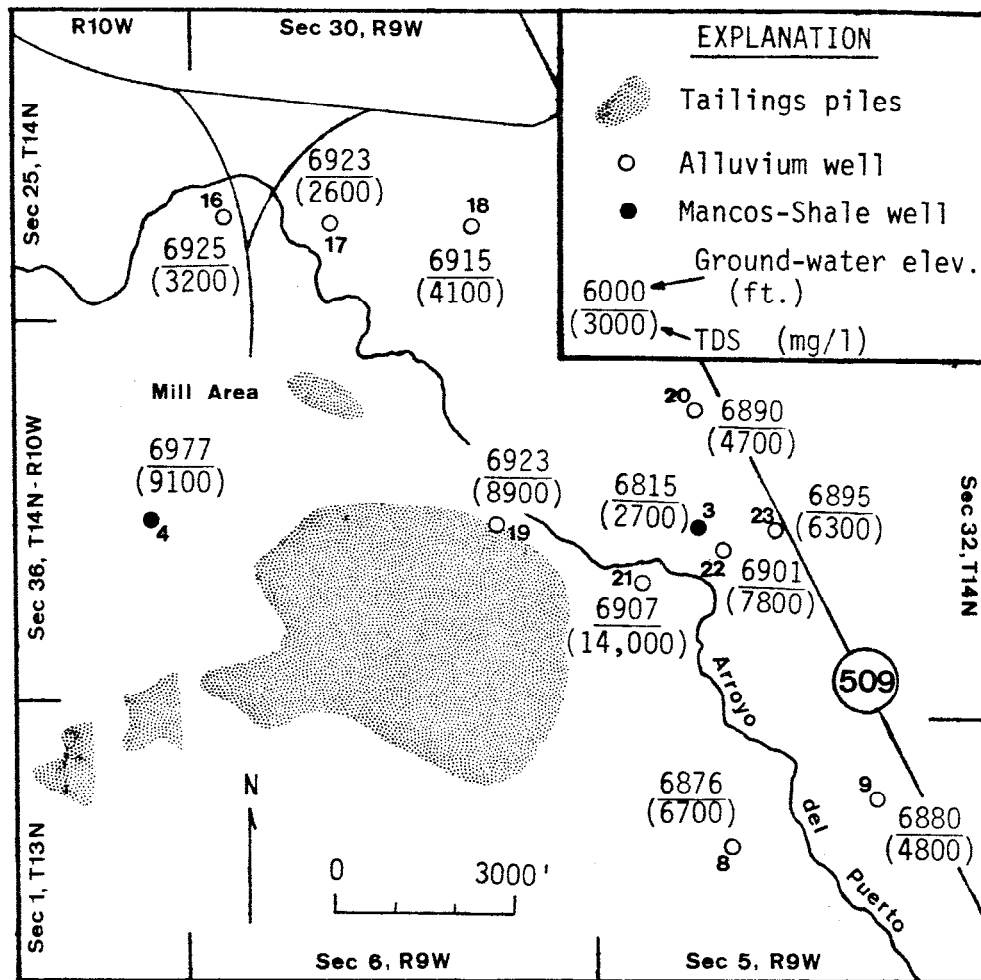 R10W
Sec 30, R9W
EXPLANATION
Tailings piles
Alluvium well
Mancos-Shale well
Ground-water elev.
(ft.)
6000
(3000)
TDS (mg/l)
Sec 25, T14N
16
6925
(3200)
6923
(2600)
17
18
6915
(4100)
Mill Area
20
6890
(4700)
Sec 36, T14N - R10W
6977
(9100)
4
6923
(8900)
19
6815
(2700)
3
23
6895
(6300)
22
6901
(7800)
21
6907
(14,000)
Sec 32, T14N
509
Arroyo
del
Puerto
N
0 3000'
6876
(6700)
8
9
6880
(4800)
Sec 1, T13N
Sec 6, R9W
Sec 5, R9W